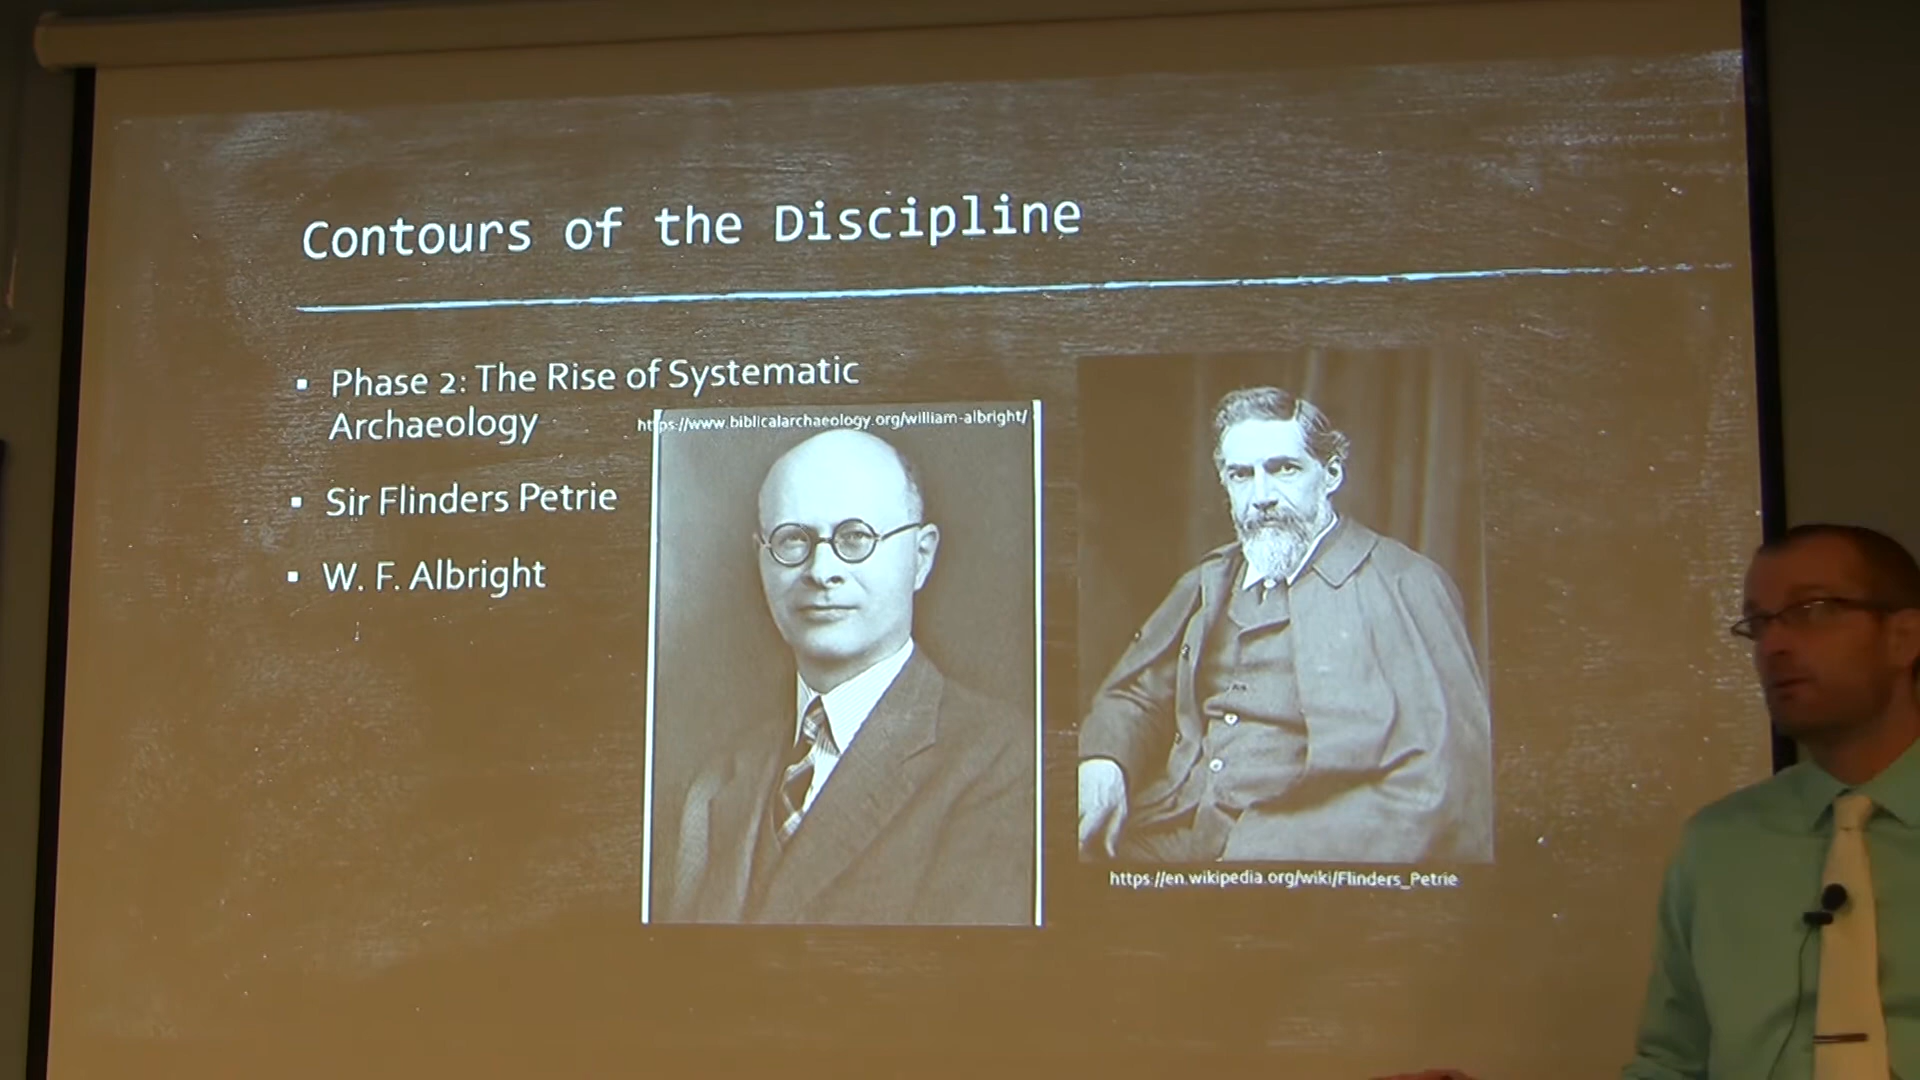 Contours of the Discipline
▪ Phase 2: The Rise of Systematic
Archaeology
https://www.biblicalarchaeology.org/william-albright/
▪ Sir Flinders Petrie
▪ W. F. Albright
https://en.wikipedia.org/wiki/Flinders_Petrie